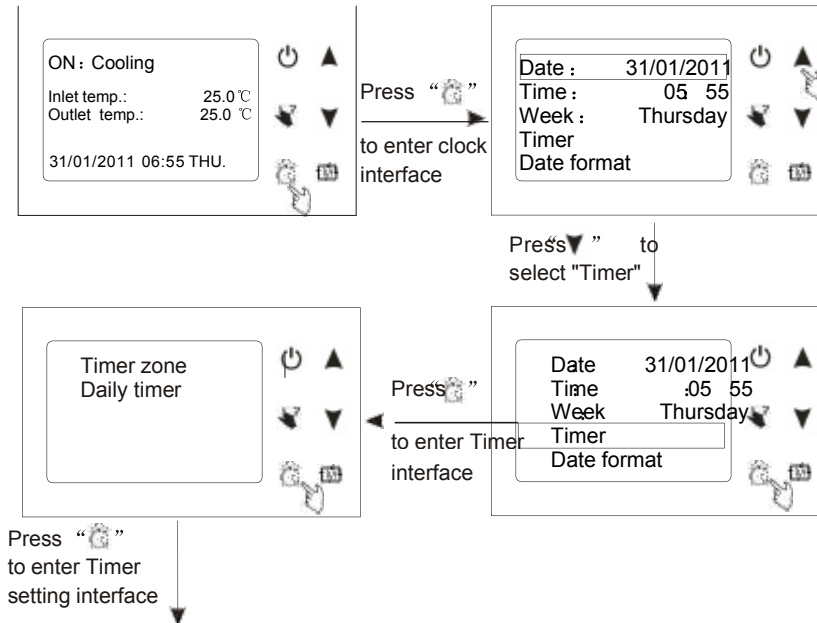 ON：Cooling
Inlet temp.: 25.0℃
Outlet temp.: 25.0 ℃
31/01/2011 06:55 THU.
Press “ ”
to enter clock
interface
Date： 31/01/2011
Time： 05: 55
Week： Thursday
Timer
Date format
Press“▼ ” to
select "Timer"
Date: 31/01/2011
Time: 05 55
Week: Thursday
Timer
Date format
Press“ ”
to enter Timer
interface
Timer zone
Daily timer
Press “ ”
to enter Timer
setting interface